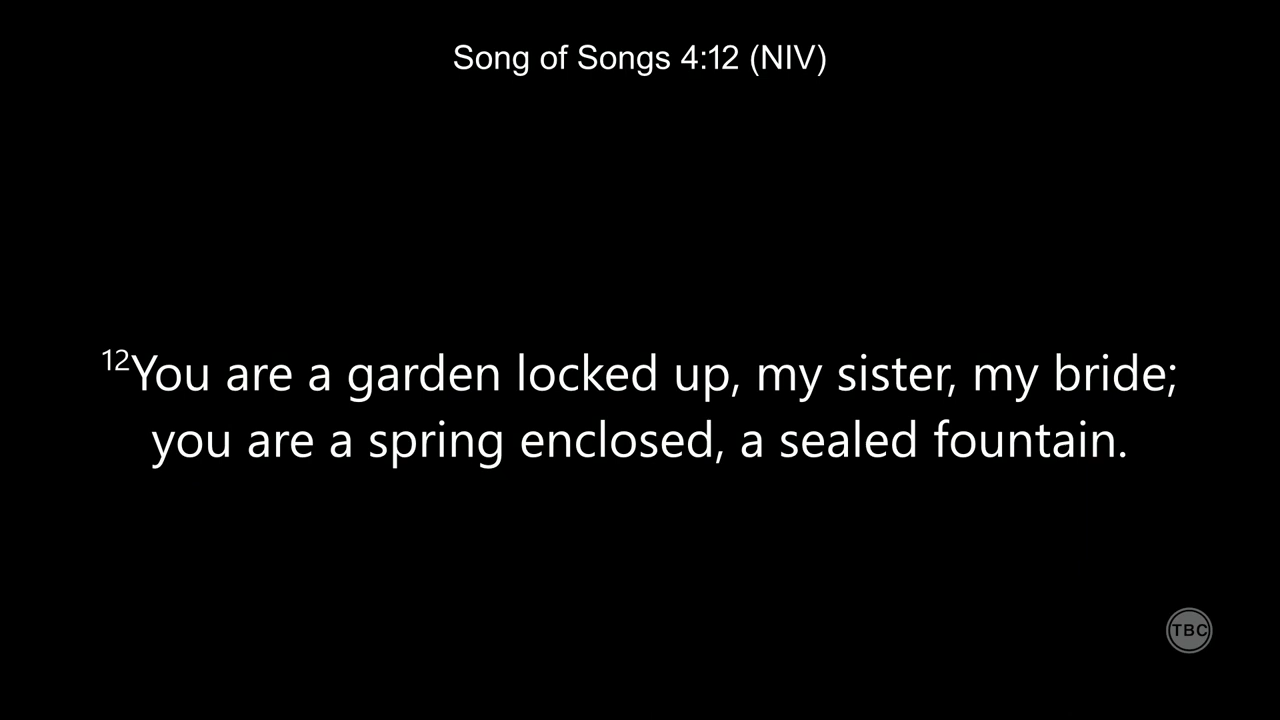 Song of Songs 4:12 (NIV)
12You are a garden locked up, my sister, my bride;
you are a spring enclosed, a sealed fountain.
TBC